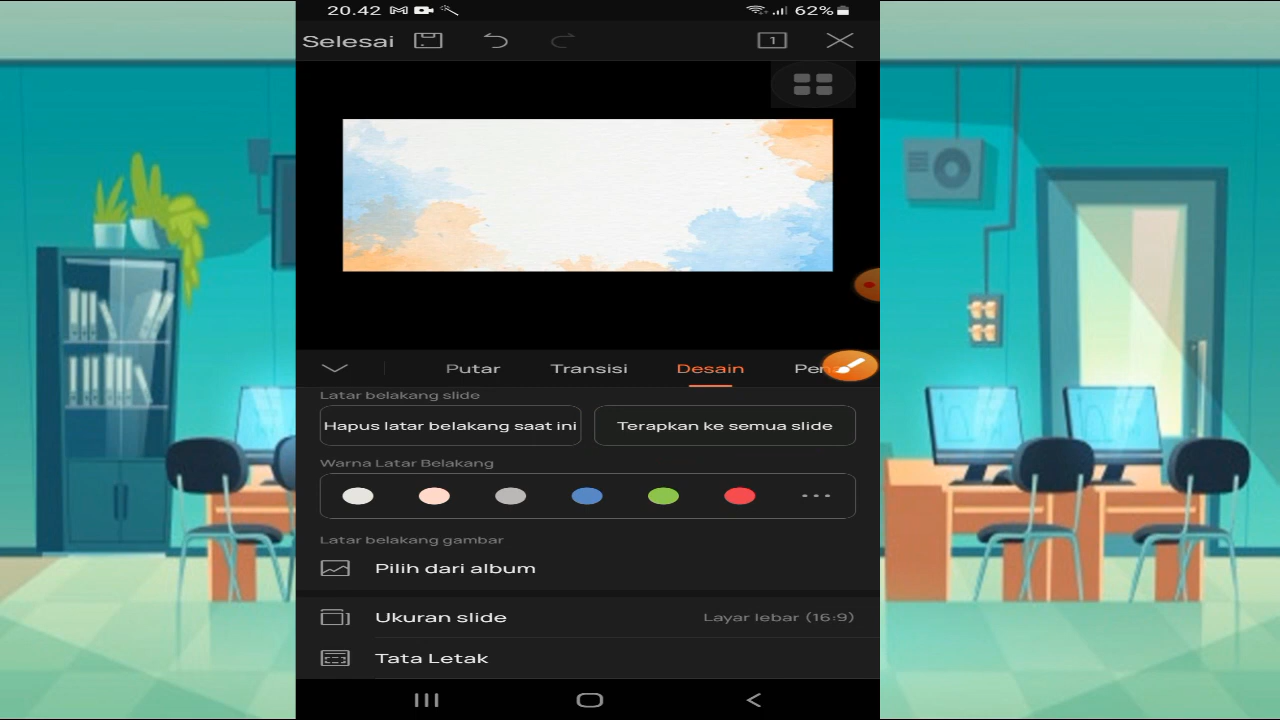 20.42 62%
Selesai 1
Putar Transisi Desain
Latar belakang slide
Hapus latar belakang saat ini Terapkan ke semua slide
Warna Latar Belakang
Latar belakang gambar
Pilih dari album
Ukuran slide Layar lebar (16:9)
Tata Letak